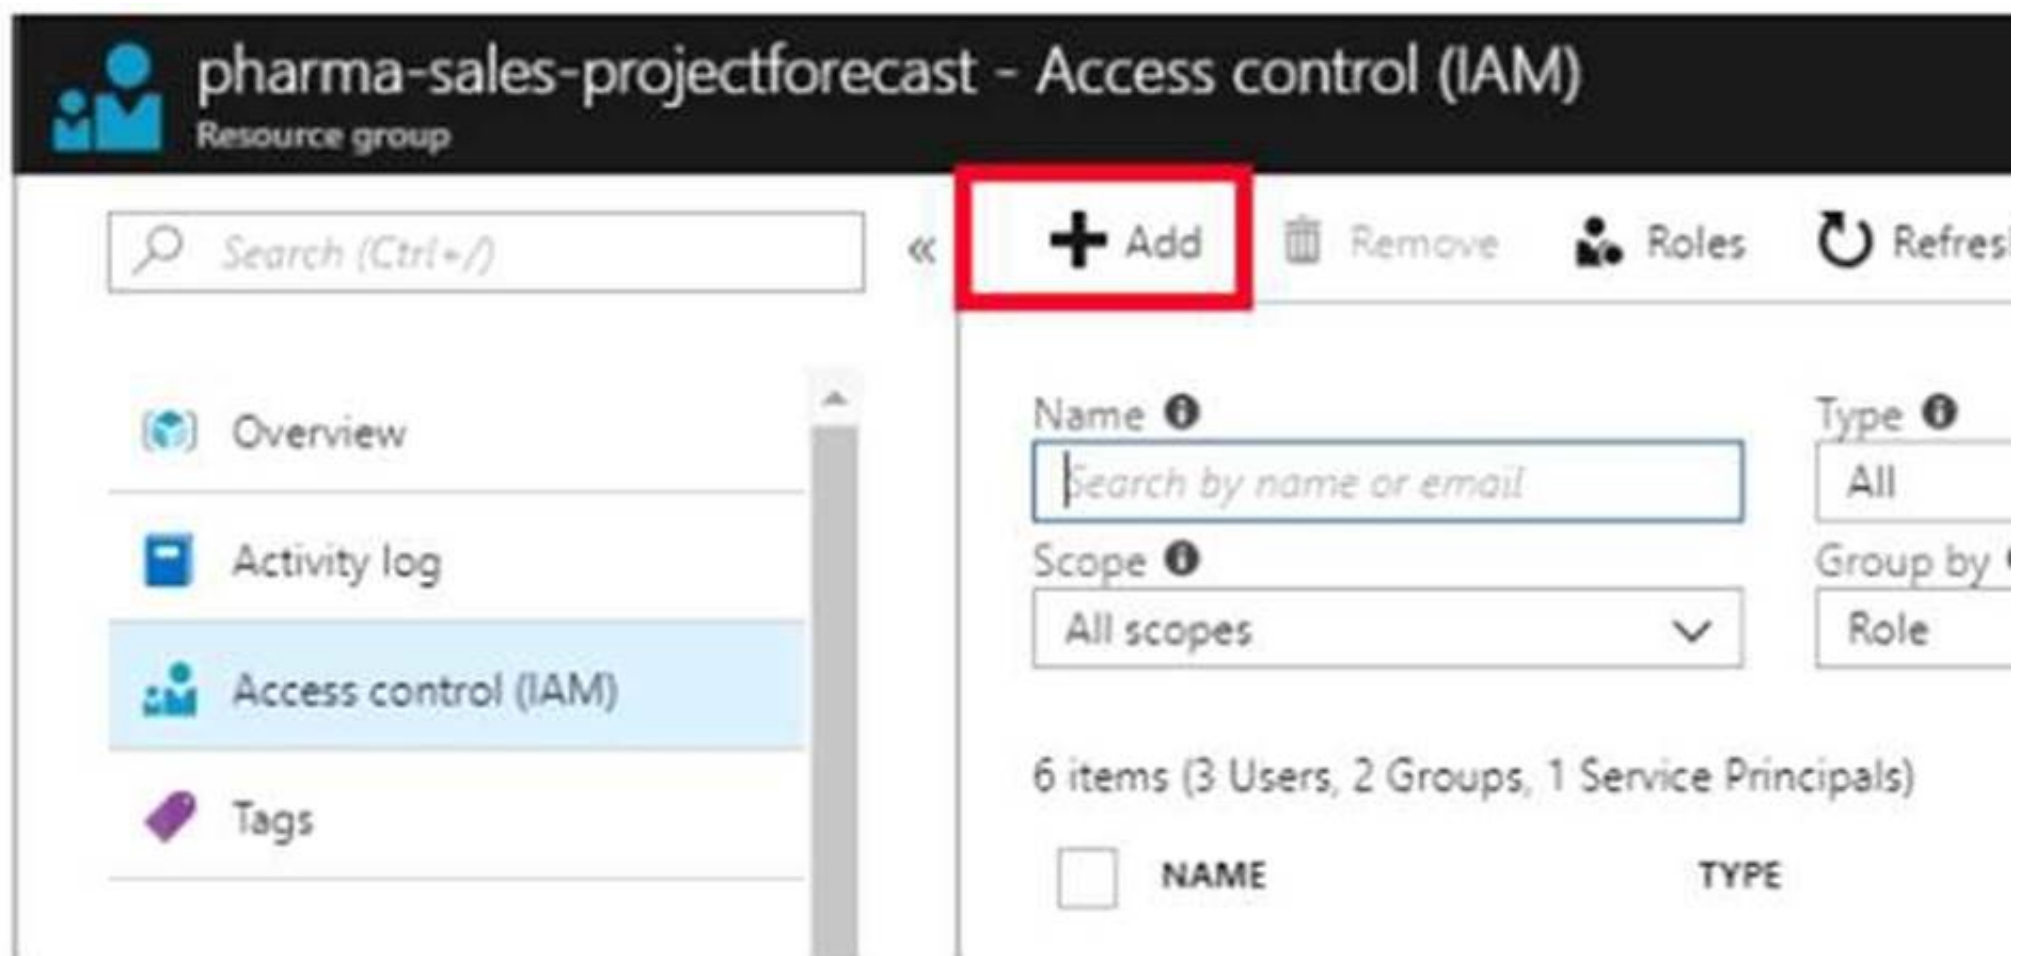 pharma-sales-projectforecast - Access control (IAM)
Resource group
Search (Ctrl+/)
«
Add
Remove
Roles
Overview
Activity log
Access control (IAM)
Tags
Name
Type
Search by name or email
All
Scope
Group by
All scopes
Role
6 items (3 Users, 2 Groups, 1 Service Principals)
NAME
TYPE